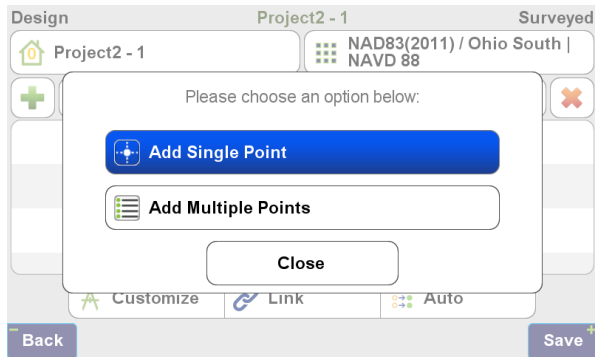 Design Project2 - 1 Surveyed
0 Project2 - 1
NAD83(2011) / Ohio South |
NAVD 88
Please choose an option below:
Add Single Point
Add Multiple Points
Close
Customize Link Auto
Back Save